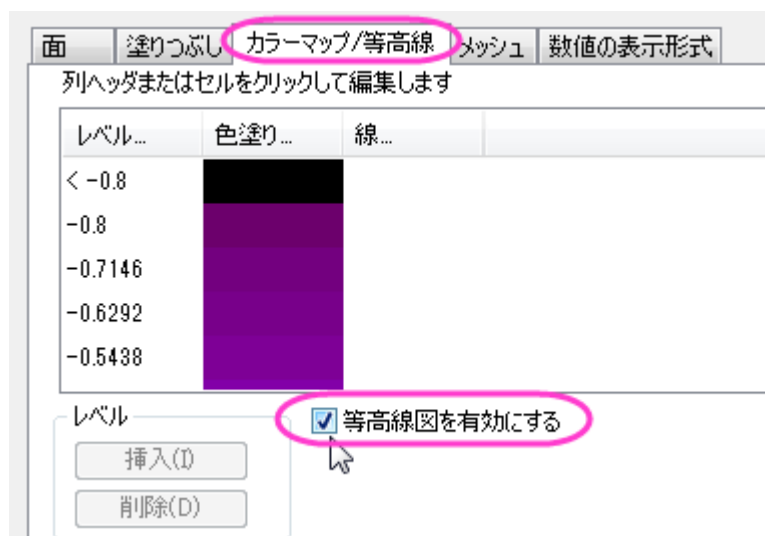 面 塗りつぶし カラーマップ/等高線 メッシュ 数値の表示形式
列ヘッダまたはセルをクリックして編集します
レベル... 色塗り... 線...
< -0.8
-0.8
-0.7146
-0.6292
-0.5438
レベル
等高線図を有効にする
挿入(I)
削除(D)